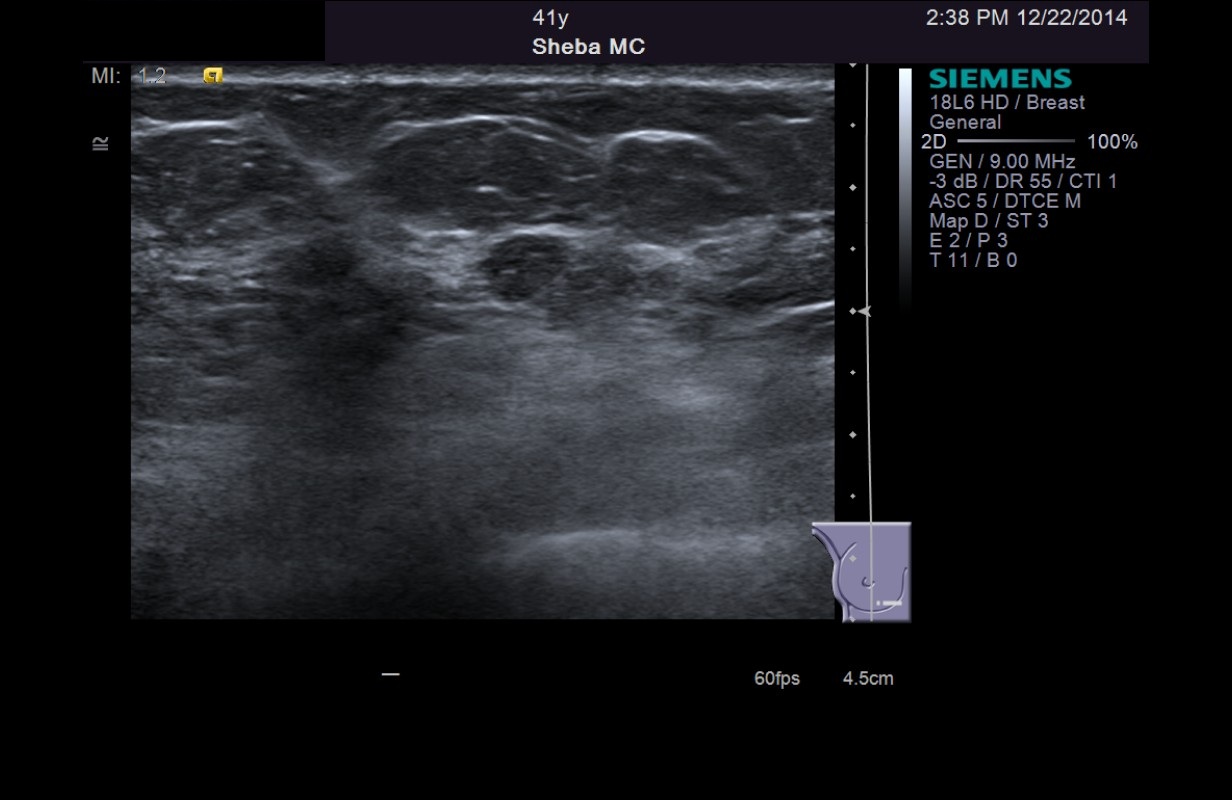 41y
2:38 PM 12/22/2014
Sheba MC
MI: 1.2
SIEMENS
18L6 HD / Breast
General
2D 100%
GEN / 9.00 MHz
-3 dB / DR 55 / CTI 1
ASC 5 / DTCE M
Map D / ST 3
E 2 / P 3
T 11 / B 0
60fps 4.5cm